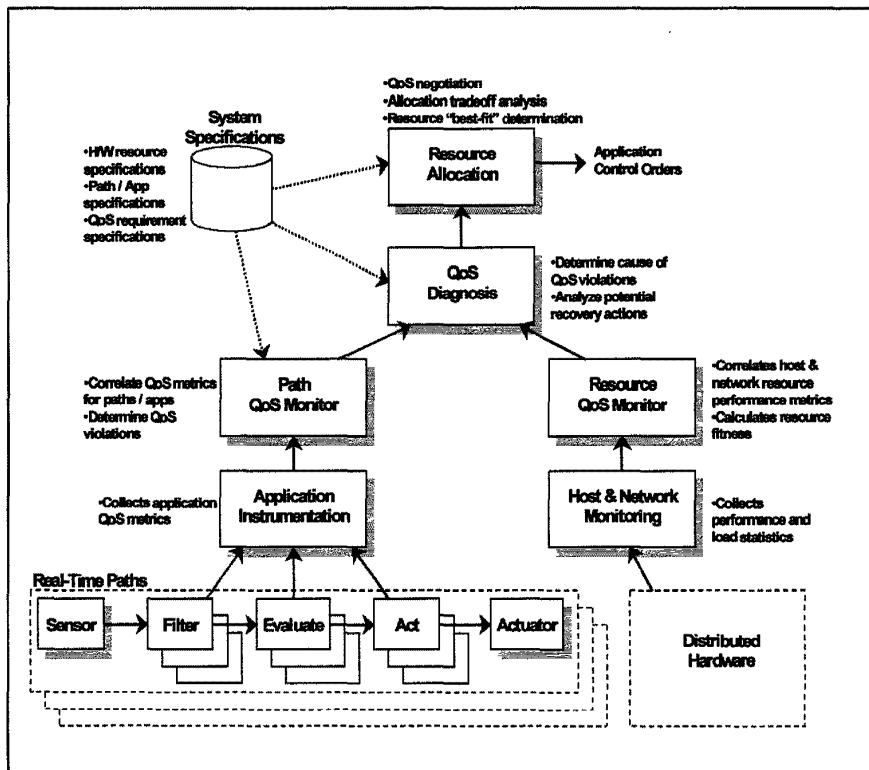 •QoS negotiation
•Allocation tradeoff analysis
•Resource "best-fit" determination
System
Specifications
•H/W resource
specifications
•Path / App
specifications
•QoS requirement
specifications
Resource
Allocation
Application
Control Orders
QoS
Diagnosis
•Determine cause of
QoS violations
•Analyze potential
recovery actions
•Correlate QoS metrics
for paths / apps
•Determine QoS
violations
Path
QoS Monitor
Resource
QoS Monitor
•Correlates host &
network resource
performance metrics
•Calculates resource
fitness
•Collects application
QoS metrics
Application
Instrumentation
Host & Network
Monitoring
•Collects
performance and
load statistics
Real-Time Paths
Sensor
Filter
Evaluate
Act
Actuator
Distributed
Hardware